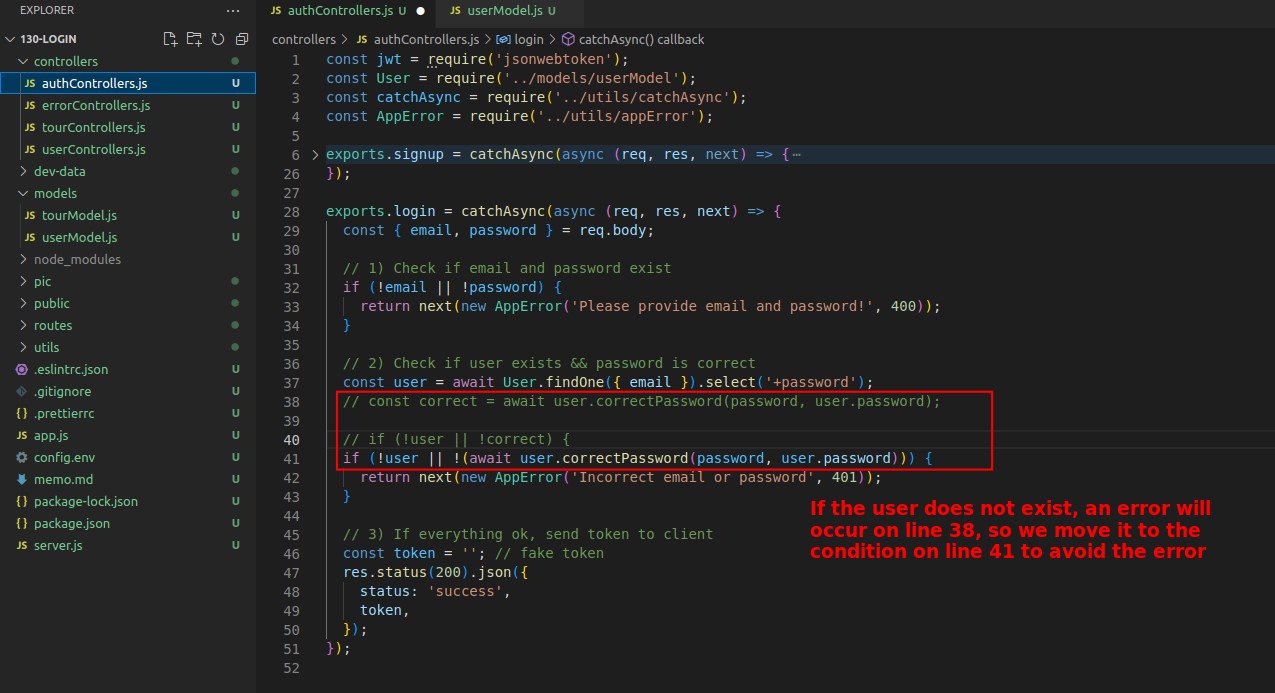 EXPLORER ···
130-LOGIN
controllers
JS authControllers.js U
JS errorControllers.js U
JS tourControllers.js U
JS userControllers.js U
dev-data
models
JS tourModel.js U
JS userModel.js U
node_modules
pic
public
routes
utils
.eslintrc.json U
.gitignore U
{} .prettierrc U
JS app.js U
config.env U
memo.md U
{} package-lock.json U
{} package.json U
JS server.js U
JS authControllers.js U ● JS userModel.js U
controllers > JS authControllers.js > login > catchAsync() callback
1 const jwt = require('jsonwebtoken');
2 const User = require('../models/userModel');
3 const catchAsync = require('../utils/catchAsync');
4 const AppError = require('../utils/appError');
5
6 > exports.signup = catchAsync(async (req, res, next) => {···
26 });
27
28 exports.login = catchAsync(async (req, res, next) => {
29 const { email, password } = req.body;
30
31 // 1) Check if email and password exist
32 if (!email || !password) {
33 return next(new AppError('Please provide email and password!', 400));
34 }
35
36 // 2) Check if user exists && password is correct
37 const user = await User.findOne({ email }).select('+password');
38 // const correct = await user.correctPassword(password, user.password);
39
40 // if (!user || !correct) {
41 if (!user || !(await user.correctPassword(password, user.password))) {
42 return next(new AppError('Incorrect email or password', 401));
43 }
44
45 // 3) If everything ok, send token to client
46 const token = ''; // fake token
47 res.status(200).json({
48 status: 'success',
49 token,
50 });
51 });
52
If the user does not exist, an error will
occur on line 38, so we move it to the
condition on line 41 to avoid the error